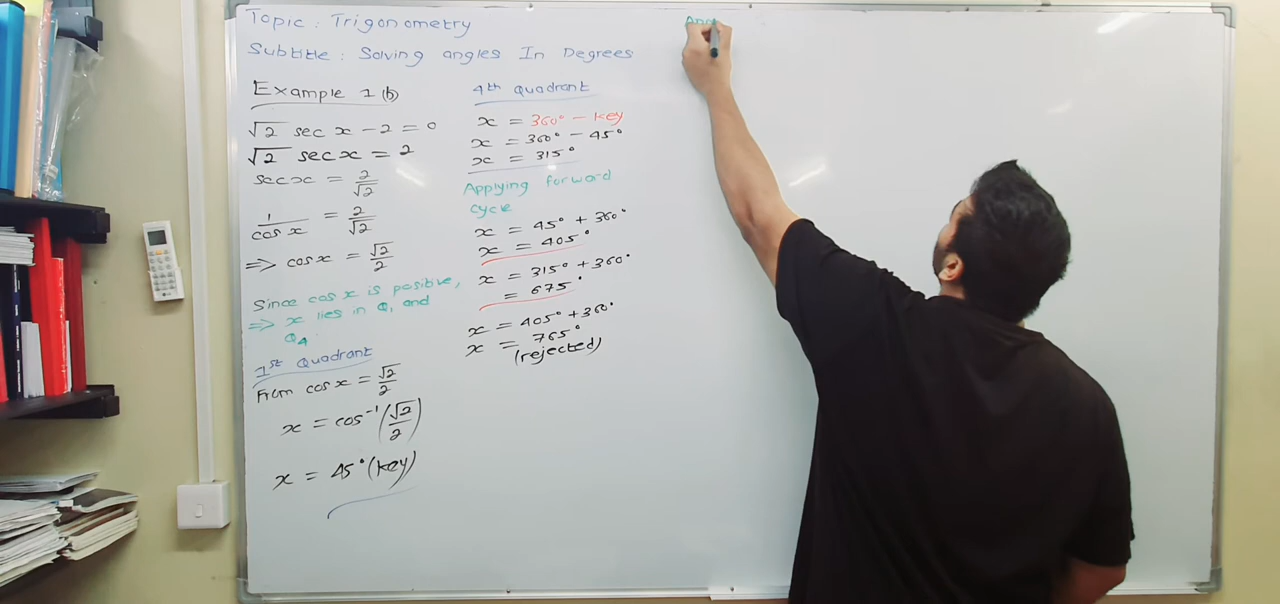 Topic : Trigonometry
Subtitle : Solving angles In Degrees
Example 1 (b)
√2 sec x - 2 = 0
√2 sec x = 2
sec x = 2/√2
1/cos x = 2/√2
⇒ cos x = √2/2
Since cos x is positive,
⇒ x lies in Q1 and
Q4
1st Quadrant
From cos x = √2/2
x = cos⁻¹(√2/2)
x = 45° (key)
4th Quadrant
x = 360° - key
x = 360° - 45°
x = 315°
Applying forward
cycle
x = 45° + 360°
x = 405°
x = 315° + 360°
= 675°
x = 405° + 360°
x = 765°
(rejected)